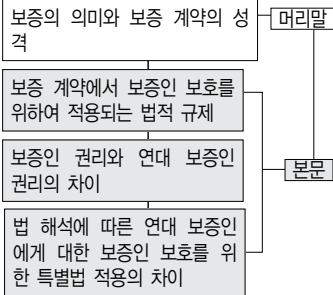 보증의 의미와 보증 계약의 성
격
머리말
보증 계약에서 보증인 보호를
위하여 적용되는 법적 규제
보증인 권리와 연대 보증인
권리의 차이
본문
법 해석에 따른 연대 보증인
에게 대한 보증인 보호를 위
한 특별법 적용의 차이